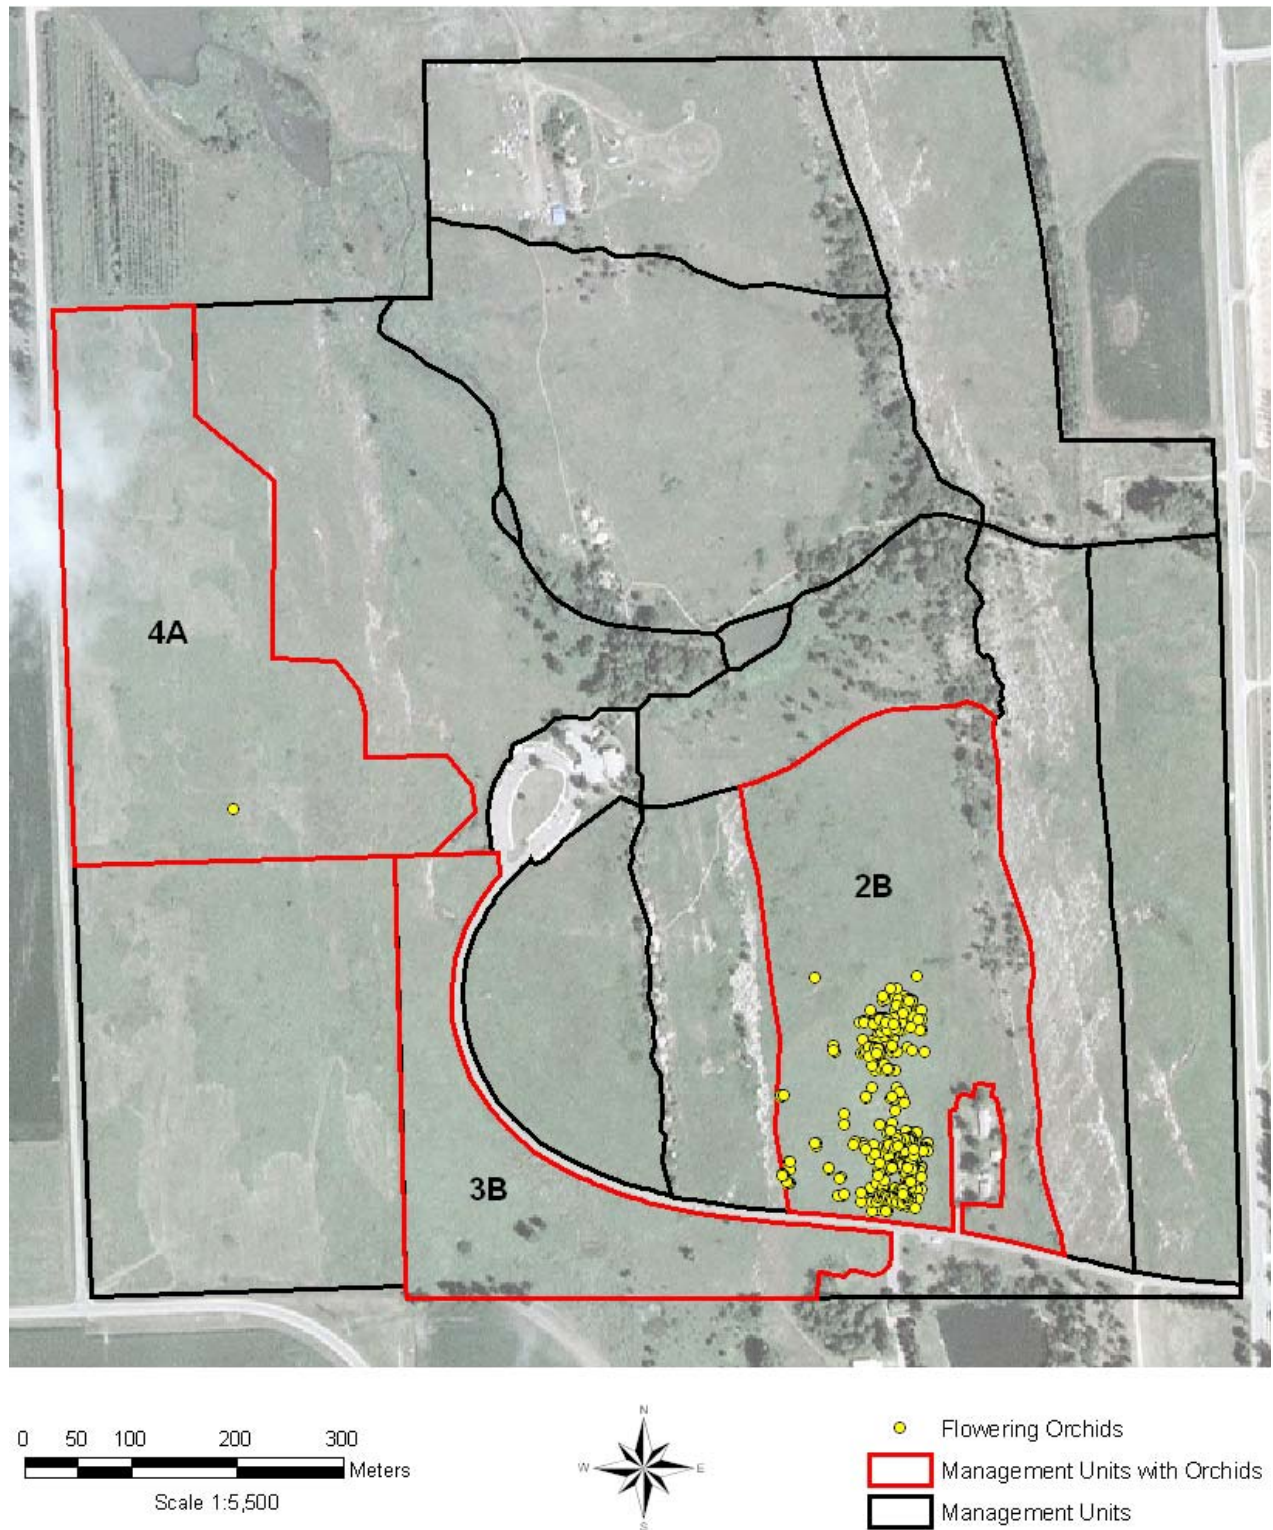 4A
2B
3B
0 50 100 200 300
Meters
Scale 1:5,500
N
W E
S
Flowering Orchids
Management Units with Orchids
Management Units